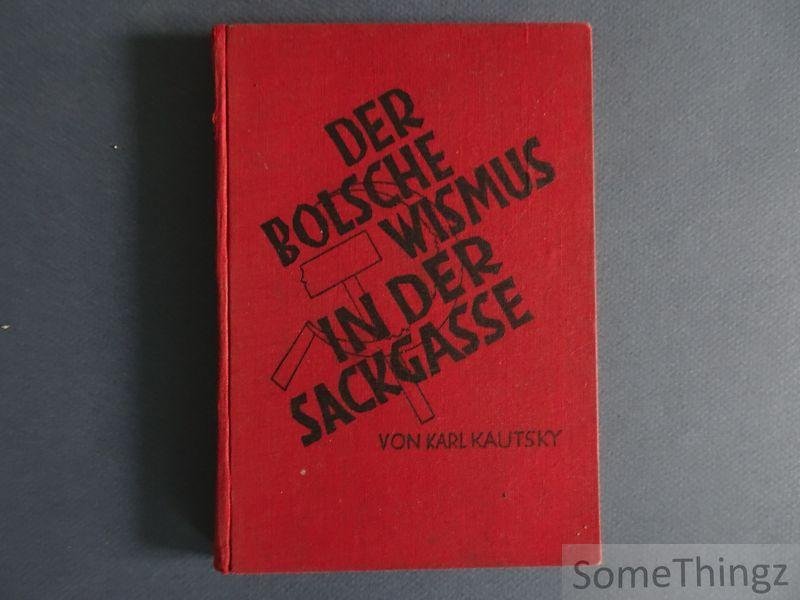 DER
BOLSCHE
WISMUS
IN DER
SACKGASSE
VON KARL KAUTSKY
SomeThingz